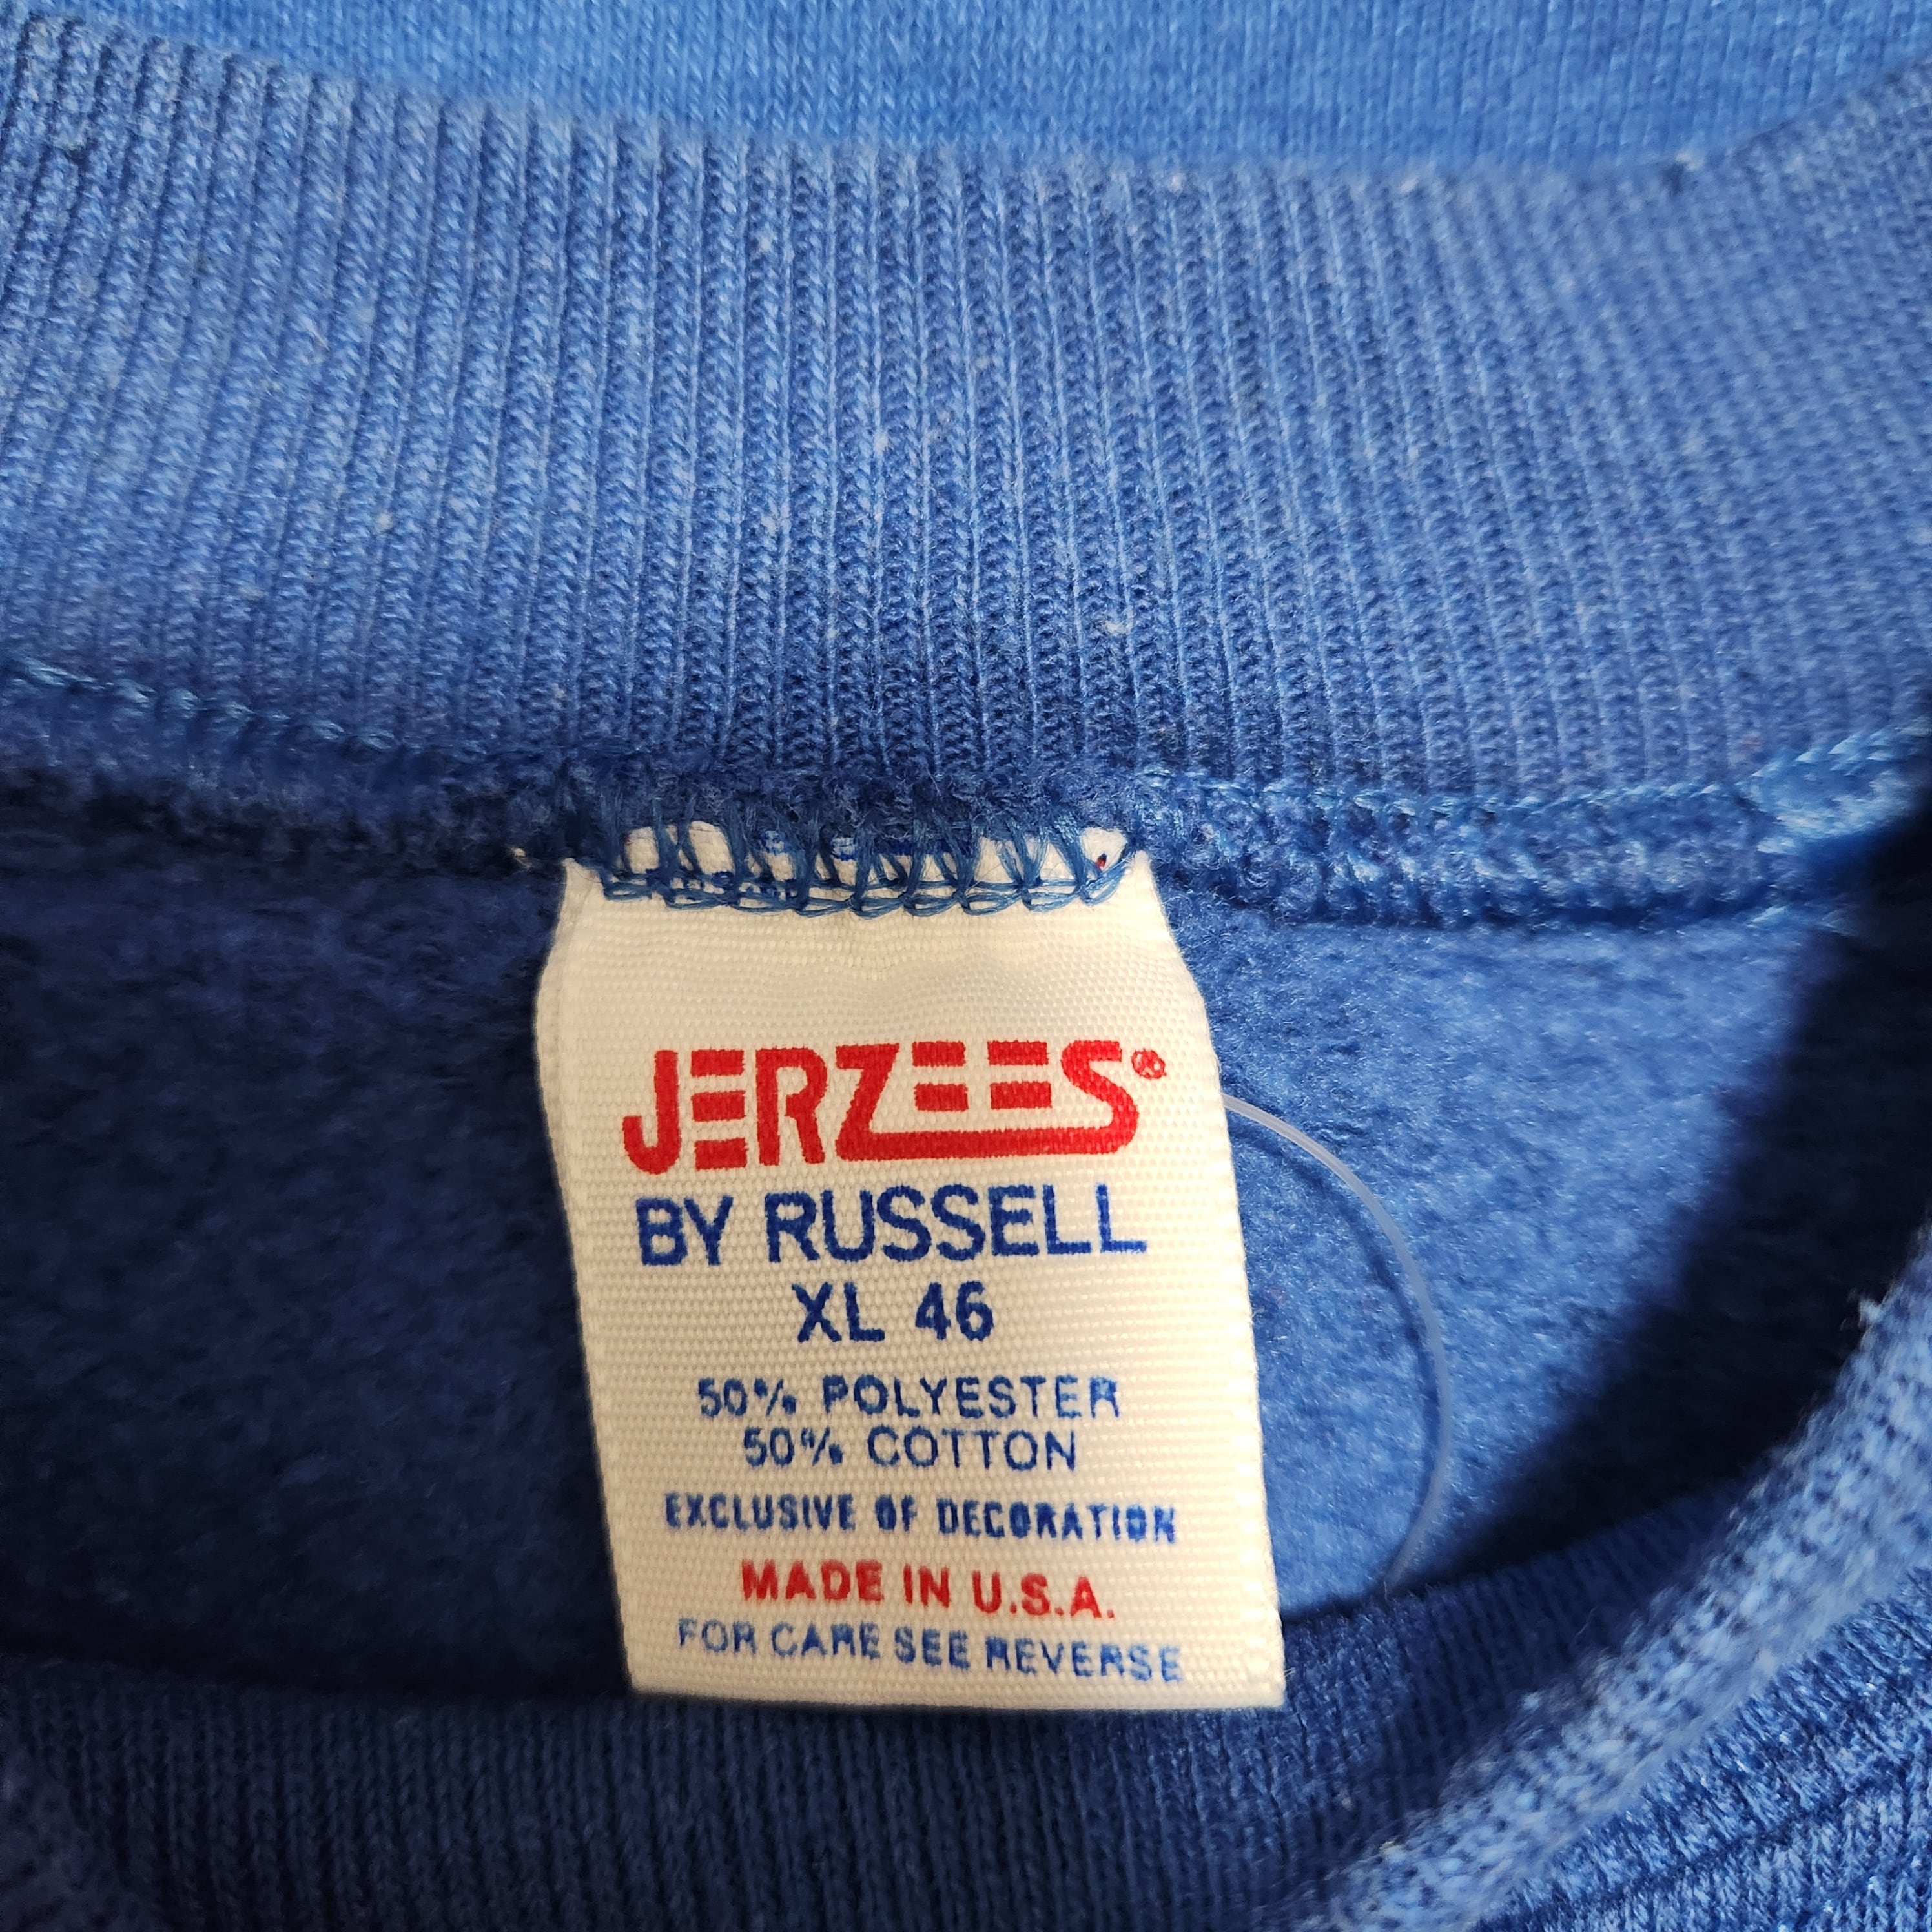 JERZEES®
BY RUSSELL
XL 46
50% POLYESTER
50% COTTON
EXCLUSIVE OF DECORATION
MADE IN U.S.A.
FOR CARE SEE REVERSE